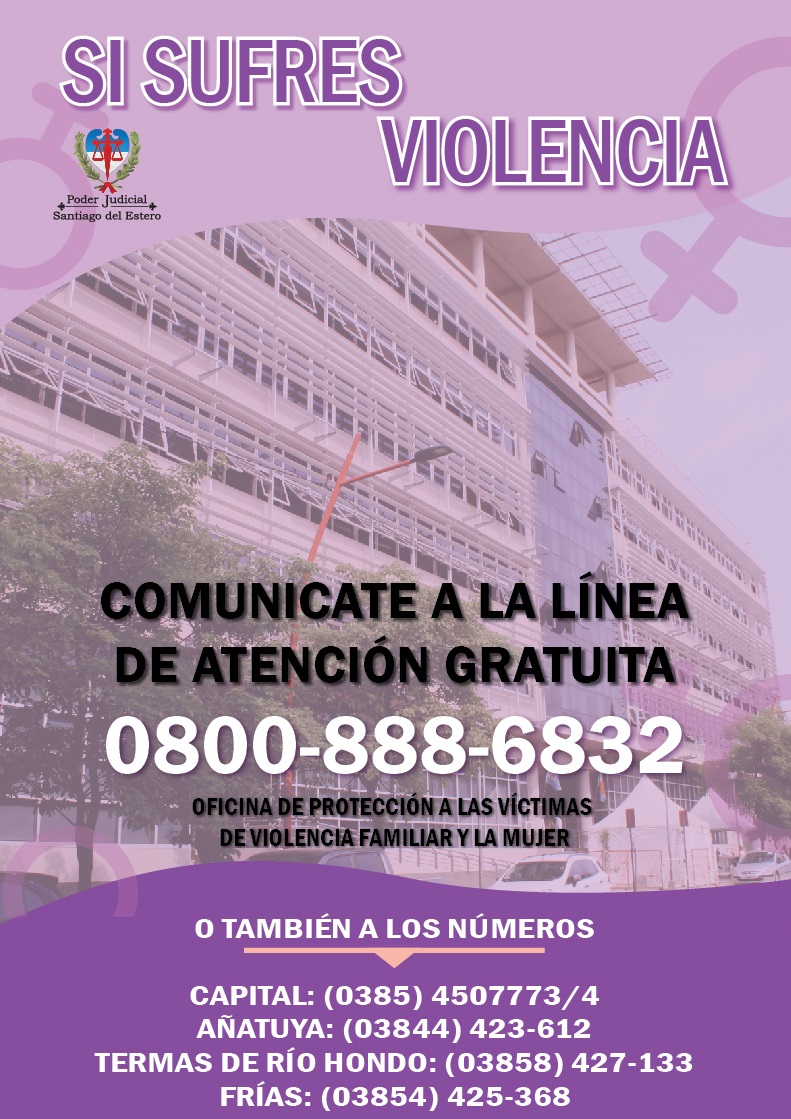 SI SUFRES
VIOLENCIA
Poder Judicial
Santiago del Estero
COMUNICATE A LA LÍNEA
DE ATENCIÓN GRATUITA
0800-888-6832
OFICINA DE PROTECCIÓN A LAS VÍCTIMAS
DE VIOLENCIA FAMILIAR Y LA MUJER
O TAMBIÉN A LOS NÚMEROS
CAPITAL: (0385) 4507773/4
AÑATUYA: (03844) 423-612
TERMAS DE RÍO HONDO: (03858) 427-133
FRÍAS: (03854) 425-368